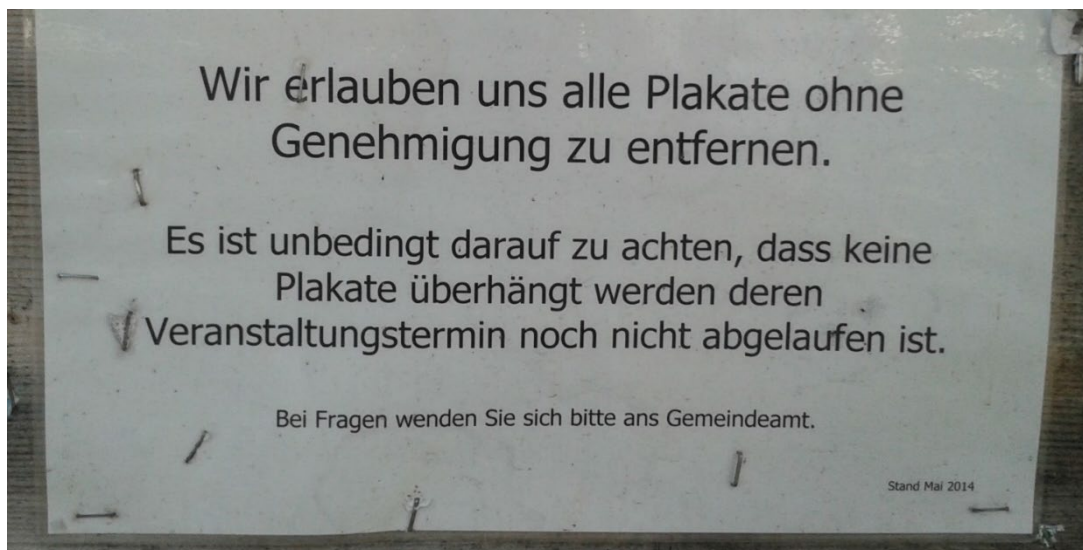 Wir erlauben uns alle Plakate ohne
Genehmigung zu entfernen.
Es ist unbedingt darauf zu achten, dass keine
Plakate überhängt werden deren
Veranstaltungstermin noch nicht abgelaufen ist.
Bei Fragen wenden Sie sich bitte ans Gemeindeamt.
Stand Mai 2014